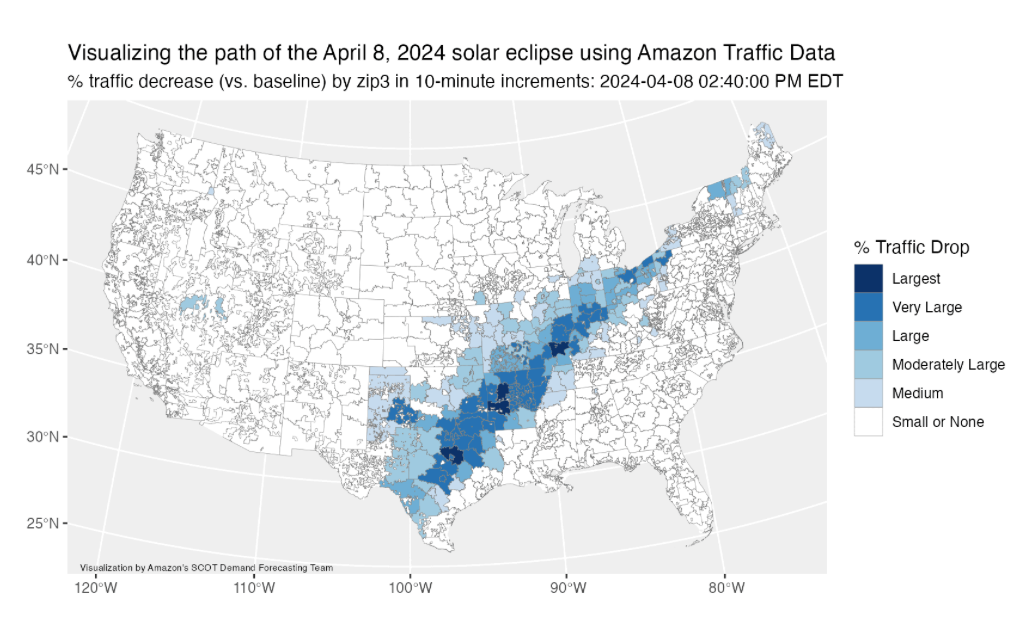 Visualizing the path of the April 8, 2024 solar eclipse using Amazon Traffic Data
% traffic decrease (vs. baseline) by zip3 in 10-minute increments: 2024-04-08 02:40:00 PM EDT
45°N
40°N
35°N
30°N
25°N
% Traffic Drop
Largest
Very Large
Large
Moderately Large
Medium
Small or None
Visualization by Amazon's SCOT Demand Forecasting Team
120°W
110°W
100°W
90°W
80°W